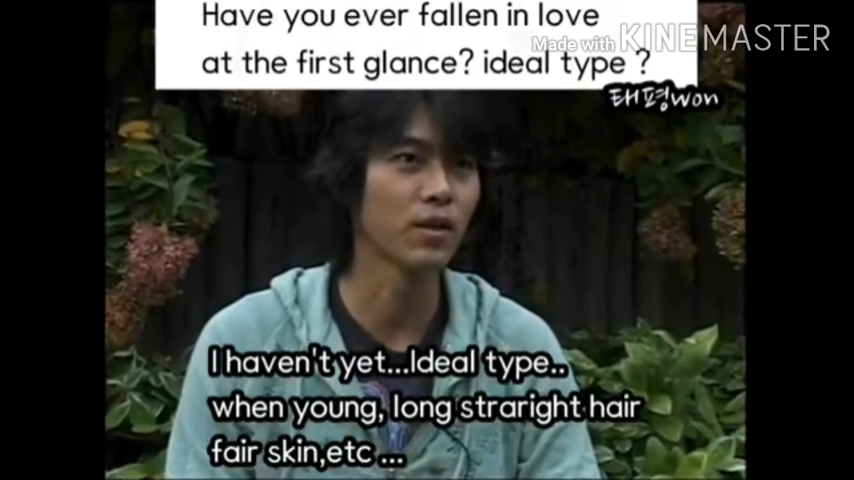 Have you ever fallen in love
Made with KINEMASTER
at the first glance? ideal type ?
태평won
I haven't yet...Ideal type..
when young, long straright hair
fair skin,etc ...